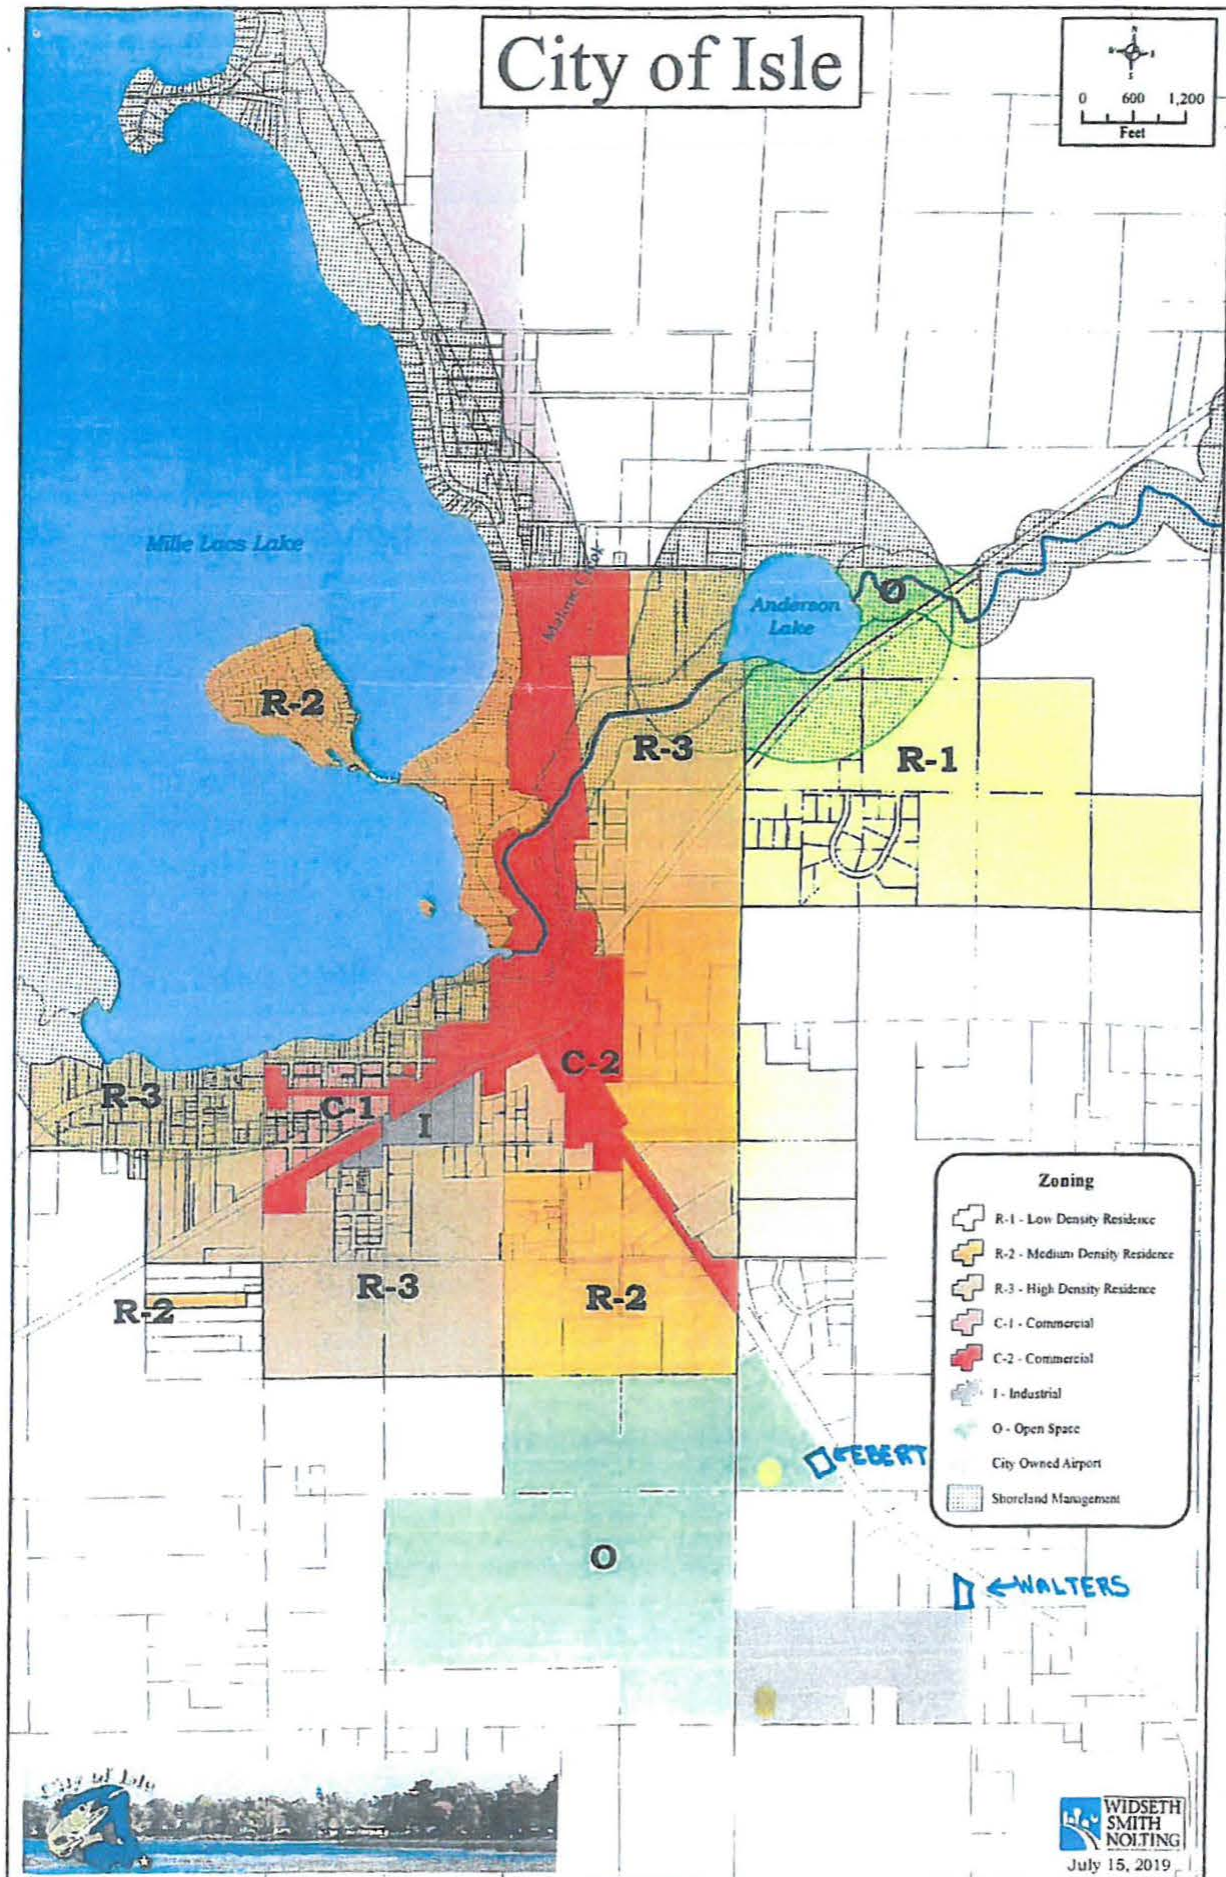 City of Isle
N
S
0 600 1,200
Feet
Mille Lacs Lake
Malone Creek
Anderson
Lake
O
R-2
R-3
R-1
C-2
R-3
C-1
I
R-3
R-2
R-2
Zoning
R-1 - Low Density Residence
R-2 - Medium Density Residence
R-3 - High Density Residence
C-1 - Commercial
C-2 - Commercial
I - Industrial
O - Open Space
City Owned Airport
Shoreland Management
←EBERT
O
←WALTERS
City of Isle
WIDSETH
SMITH
NOLTING
July 15, 2019